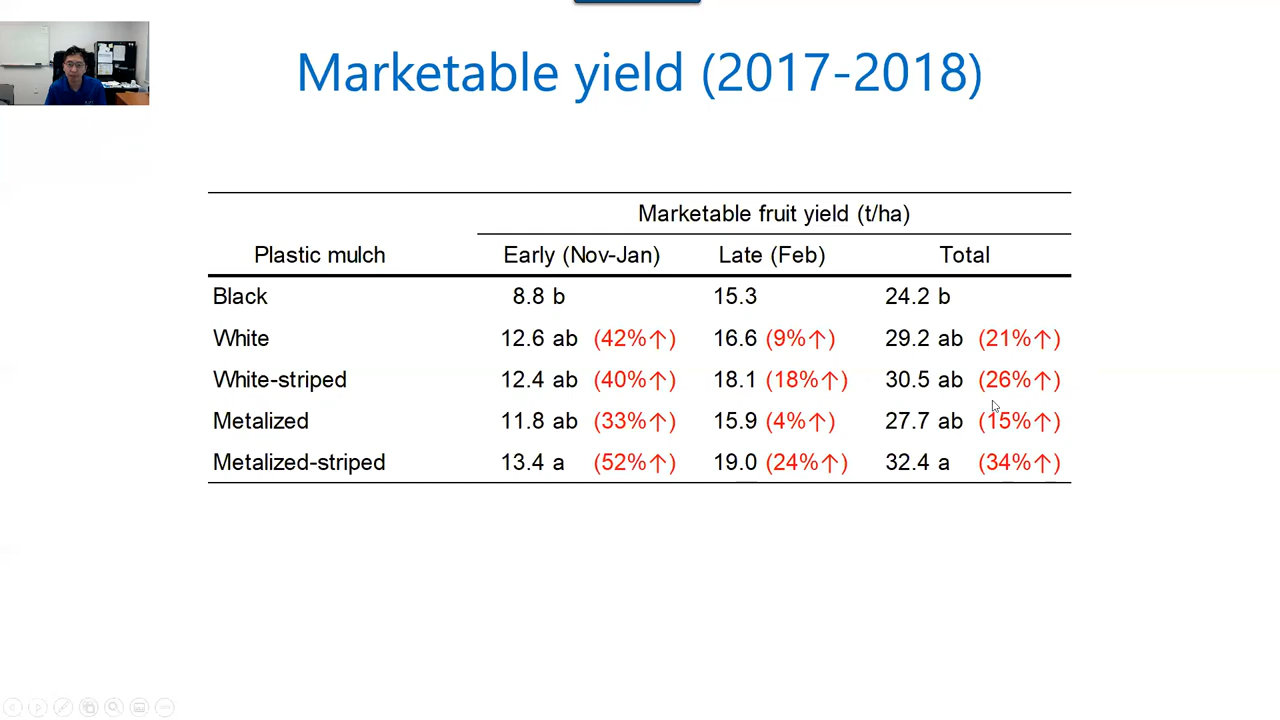 Marketable yield (2017-2018)
Marketable fruit yield (t/ha)
Plastic mulch Early (Nov-Jan) Late (Feb) Total
Black 8.8 b 15.3 24.2 b
White 12.6 ab (42%↑) 16.6 (9%↑) 29.2 ab (21%↑)
White-striped 12.4 ab (40%↑) 18.1 (18%↑) 30.5 ab (26%↑)
Metalized 11.8 ab (33%↑) 15.9 (4%↑) 27.7 ab (15%↑)
Metalized-striped 13.4 a (52%↑) 19.0 (24%↑) 32.4 a (34%↑)